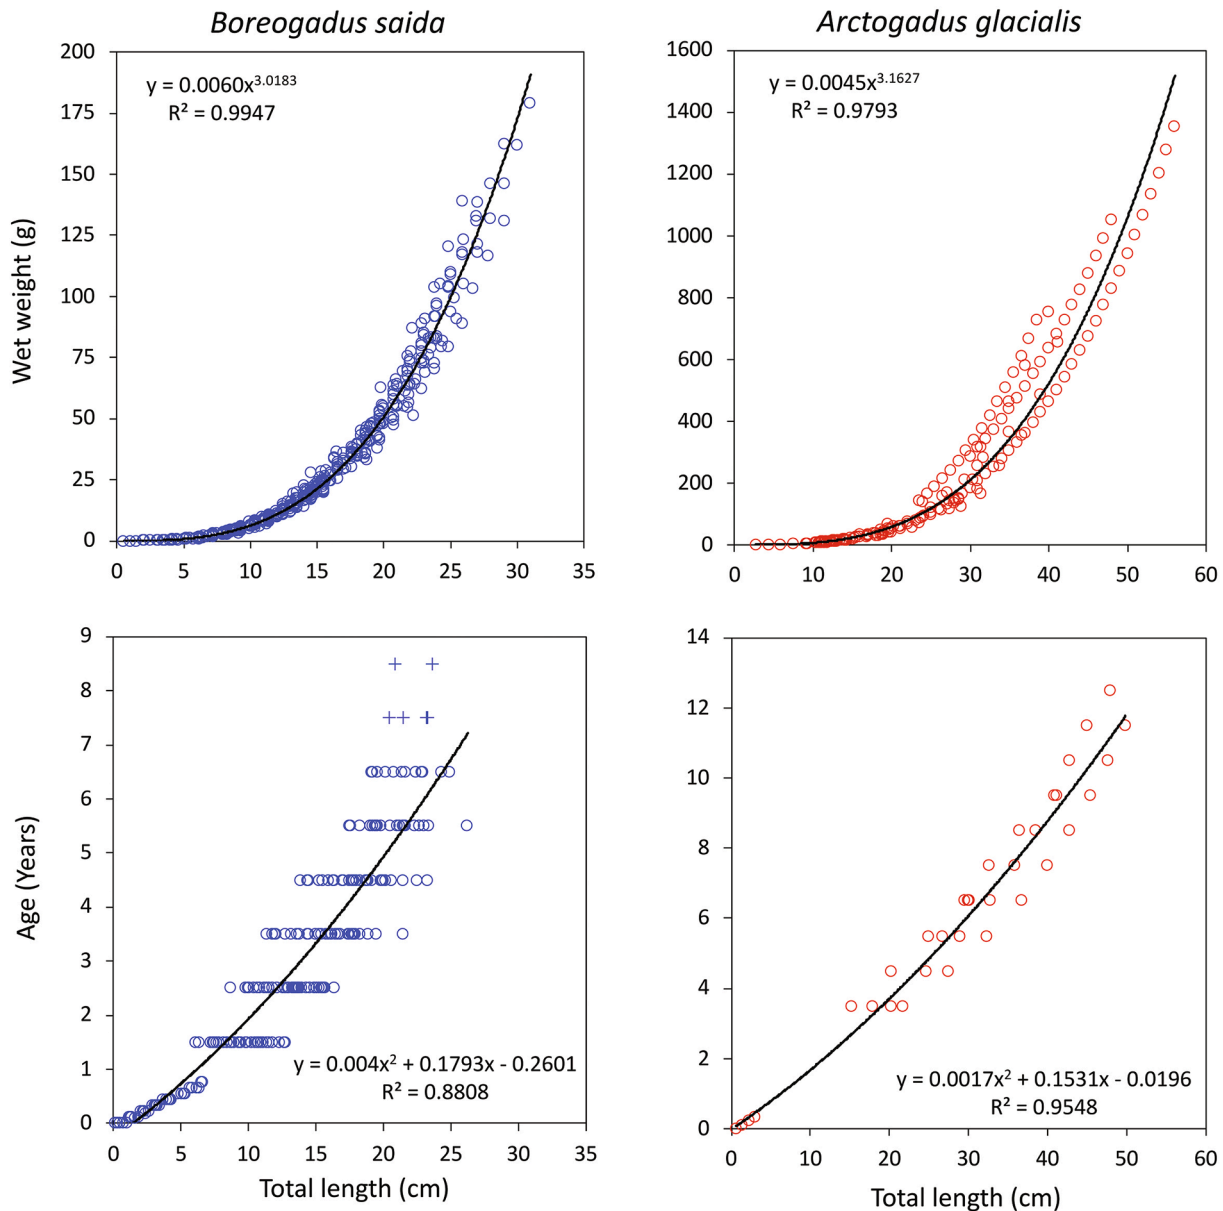 Boreogadus saida
Arctogadus glacialis
Wet weight (g)
200
175
150
125
100
75
50
25
0
y = 0.0060x^3.0183
R² = 0.9947
0 5 10 15 20 25 30 35
1600
1400
1200
1000
800
600
400
200
0
y = 0.0045x^3.1627
R² = 0.9793
0 10 20 30 40 50 60
Age (Years)
9
8
7
6
5
4
3
2
1
0
y = 0.004x² + 0.1793x - 0.2601
R² = 0.8808
0 5 10 15 20 25 30 35
Total length (cm)
14
12
10
8
6
4
2
0
y = 0.0017x² + 0.1531x - 0.0196
R² = 0.9548
0 10 20 30 40 50 60
Total length (cm)